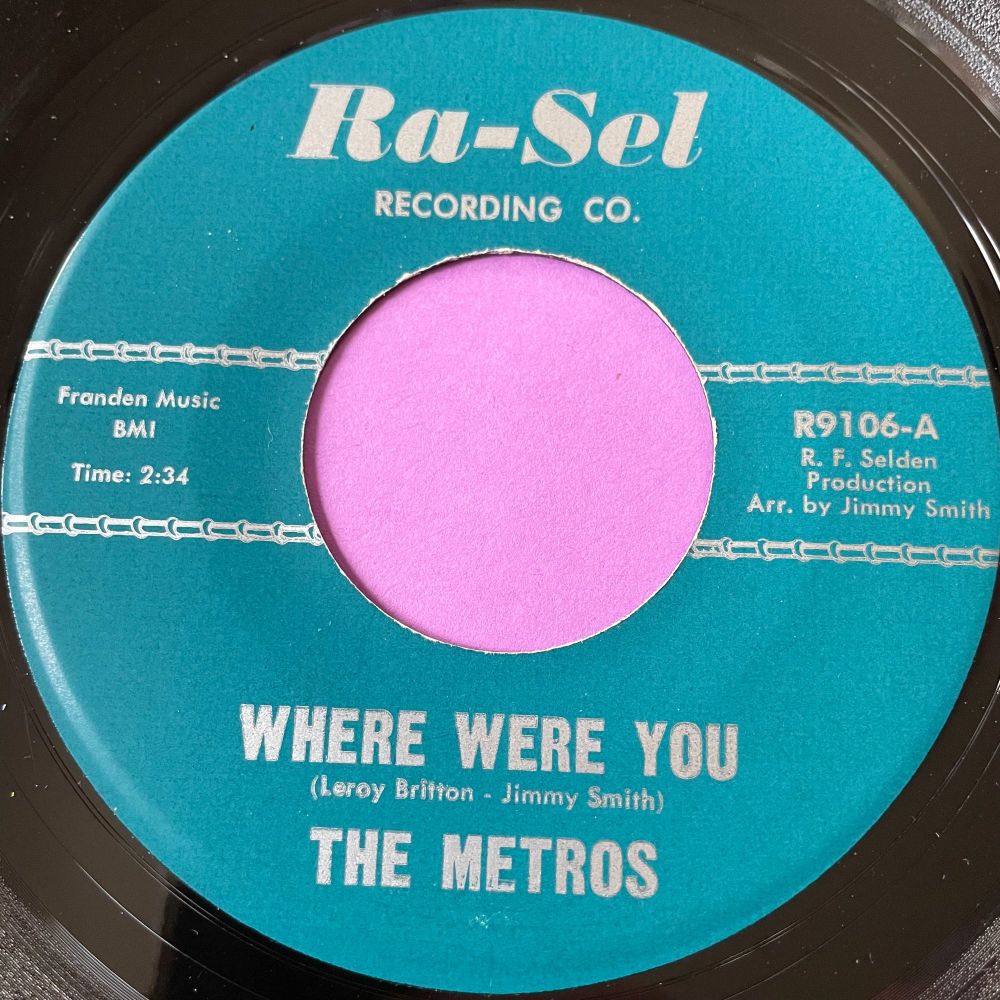 Ra-Sel
RECORDING CO.
Franden Music
BMI
Time: 2:34
R9106-A
R. F. Selden
Production
Arr. by Jimmy Smith
WHERE WERE YOU
(Leroy Britton - Jimmy Smith)
THE METROS